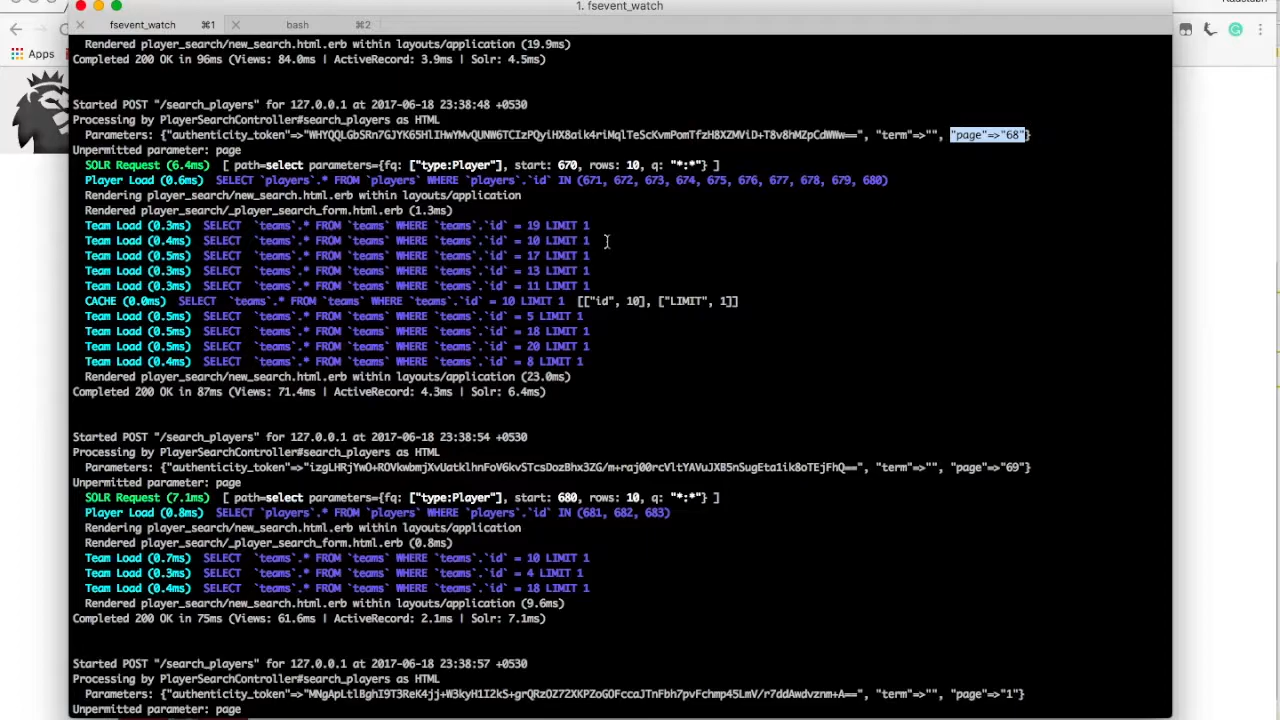 1. fsevent_watch
fsevent_watch ⌘1 bash ⌘2
Apps
Rendered player_search/new_search.html.erb within layouts/application (19.9ms)
Completed 200 OK in 96ms (Views: 84.0ms | ActiveRecord: 3.9ms | Solr: 4.5ms)
Started POST "/search_players" for 127.0.0.1 at 2017-06-18 23:38:48 +0530
Processing by PlayerSearchController#search_players as HTML
Parameters: {"authenticity_token"=>"WHYQQLGbSRn7GJYK65HlIHwYMvQUNW6TCIzPQyiHX8aik4riMqlTeScKvmPomTfzH8XZMViD+T8v8hMZpCdWWw==", "term"=>"", "page"=>"68"}
Unpermitted parameter: page
SOLR Request (6.4ms) [ path=select parameters={fq: ["type:Player"], start: 670, rows: 10, q: "*:*"} ]
Player Load (0.6ms) SELECT `players`.* FROM `players` WHERE `players`.`id` IN (671, 672, 673, 674, 675, 676, 677, 678, 679, 680)
Rendering player_search/new_search.html.erb within layouts/application
Rendered player_search/_player_search_form.html.erb (1.3ms)
Team Load (0.3ms) SELECT `teams`.* FROM `teams` WHERE `teams`.`id` = 19 LIMIT 1
Team Load (0.4ms) SELECT `teams`.* FROM `teams` WHERE `teams`.`id` = 10 LIMIT 1
Team Load (0.5ms) SELECT `teams`.* FROM `teams` WHERE `teams`.`id` = 17 LIMIT 1
Team Load (0.3ms) SELECT `teams`.* FROM `teams` WHERE `teams`.`id` = 13 LIMIT 1
Team Load (0.3ms) SELECT `teams`.* FROM `teams` WHERE `teams`.`id` = 11 LIMIT 1
CACHE (0.0ms) SELECT `teams`.* FROM `teams` WHERE `teams`.`id` = 10 LIMIT 1 [["id", 10], ["LIMIT", 1]]
Team Load (0.5ms) SELECT `teams`.* FROM `teams` WHERE `teams`.`id` = 5 LIMIT 1
Team Load (0.5ms) SELECT `teams`.* FROM `teams` WHERE `teams`.`id` = 18 LIMIT 1
Team Load (0.5ms) SELECT `teams`.* FROM `teams` WHERE `teams`.`id` = 20 LIMIT 1
Team Load (0.4ms) SELECT `teams`.* FROM `teams` WHERE `teams`.`id` = 8 LIMIT 1
Rendered player_search/new_search.html.erb within layouts/application (23.0ms)
Completed 200 OK in 87ms (Views: 71.4ms | ActiveRecord: 4.3ms | Solr: 6.4ms)
Started POST "/search_players" for 127.0.0.1 at 2017-06-18 23:38:54 +0530
Processing by PlayerSearchController#search_players as HTML
Parameters: {"authenticity_token"=>"izgLHRjYwO+ROVkwbmjXvUatklhnFoV6kvSTcsDozBhx3ZG/m+raj00rcVltYAVuJXB5nSugEta1ik8oTEjFhQ==", "term"=>"", "page"=>"69"}
Unpermitted parameter: page
SOLR Request (7.1ms) [ path=select parameters={fq: ["type:Player"], start: 680, rows: 10, q: "*:*"} ]
Player Load (0.8ms) SELECT `players`.* FROM `players` WHERE `players`.`id` IN (681, 682, 683)
Rendering player_search/new_search.html.erb within layouts/application
Rendered player_search/_player_search_form.html.erb (0.8ms)
Team Load (0.7ms) SELECT `teams`.* FROM `teams` WHERE `teams`.`id` = 10 LIMIT 1
Team Load (0.3ms) SELECT `teams`.* FROM `teams` WHERE `teams`.`id` = 4 LIMIT 1
Team Load (0.4ms) SELECT `teams`.* FROM `teams` WHERE `teams`.`id` = 18 LIMIT 1
Rendered player_search/new_search.html.erb within layouts/application (9.6ms)
Completed 200 OK in 75ms (Views: 61.6ms | ActiveRecord: 2.1ms | Solr: 7.1ms)
Started POST "/search_players" for 127.0.0.1 at 2017-06-18 23:38:57 +0530
Processing by PlayerSearchController#search_players as HTML
Parameters: {"authenticity_token"=>"MNgApLtlBghI9T3ReK4jj+W3kyH1I2kS+grQRzOZ72XKPZoGOFccaJTnFbh7pvFchmp45LmV/r7ddAwdvznm+A==", "term"=>"", "page"=>"1"}
Unpermitted parameter: page